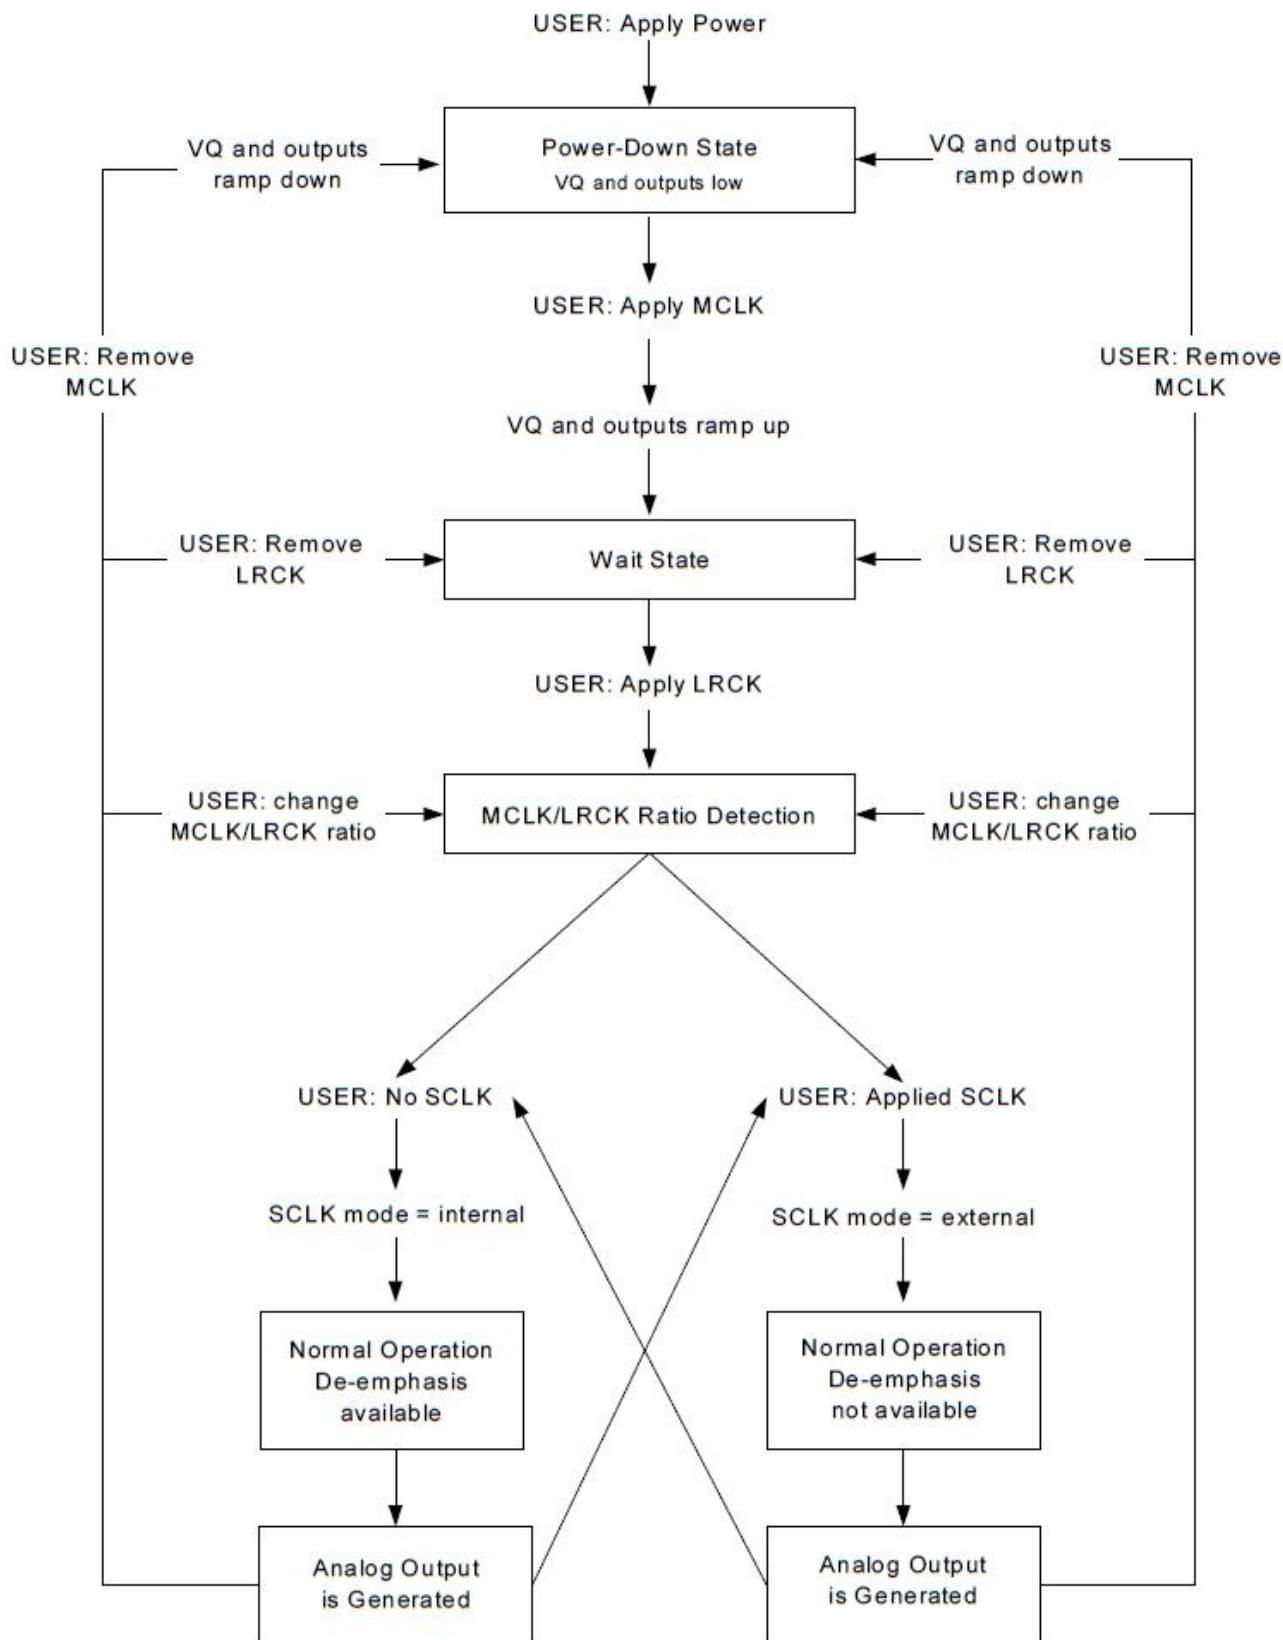 USER: Apply Power
VQ and outputs
ramp down
Power-Down State
VQ and outputs low
VQ and outputs
ramp down
USER: Apply MCLK
USER: Remove
MCLK
USER: Remove
MCLK
VQ and outputs ramp up
USER: Remove
LRCK
Wait State
USER: Remove
LRCK
USER: Apply LRCK
USER: change
MCLK/LRCK ratio
MCLK/LRCK Ratio Detection
USER: change
MCLK/LRCK ratio
USER: No SCLK
USER: Applied SCLK
SCLK mode = internal
SCLK mode = external
Normal Operation
De-emphasis
available
Normal Operation
De-emphasis
not available
Analog Output
is Generated
Analog Output
is Generated